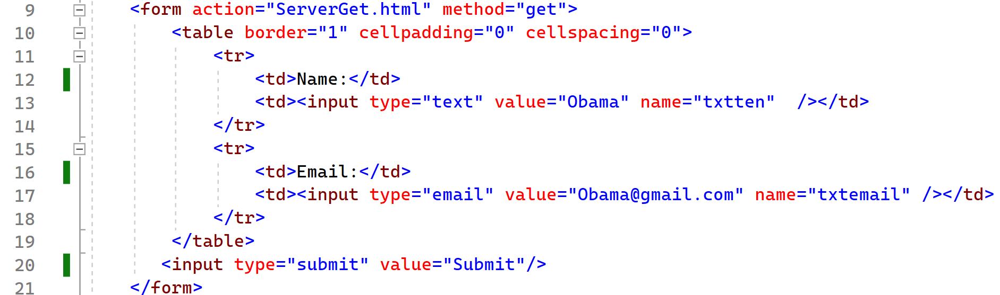 9 <form action="ServerGet.html" method="get">
10 <table border="1" cellpadding="0" cellspacing="0">
11 <tr>
12 <td>Name:</td>
13 <td><input type="text" value="Obama" name="txtten"  /></td>
14 </tr>
15 <tr>
16 <td>Email:</td>
17 <td><input type="email" value="Obama@gmail.com" name="txtemail" /></td>
18 </tr>
19 </table>
20 <input type="submit" value="Submit"/>
21 </form>